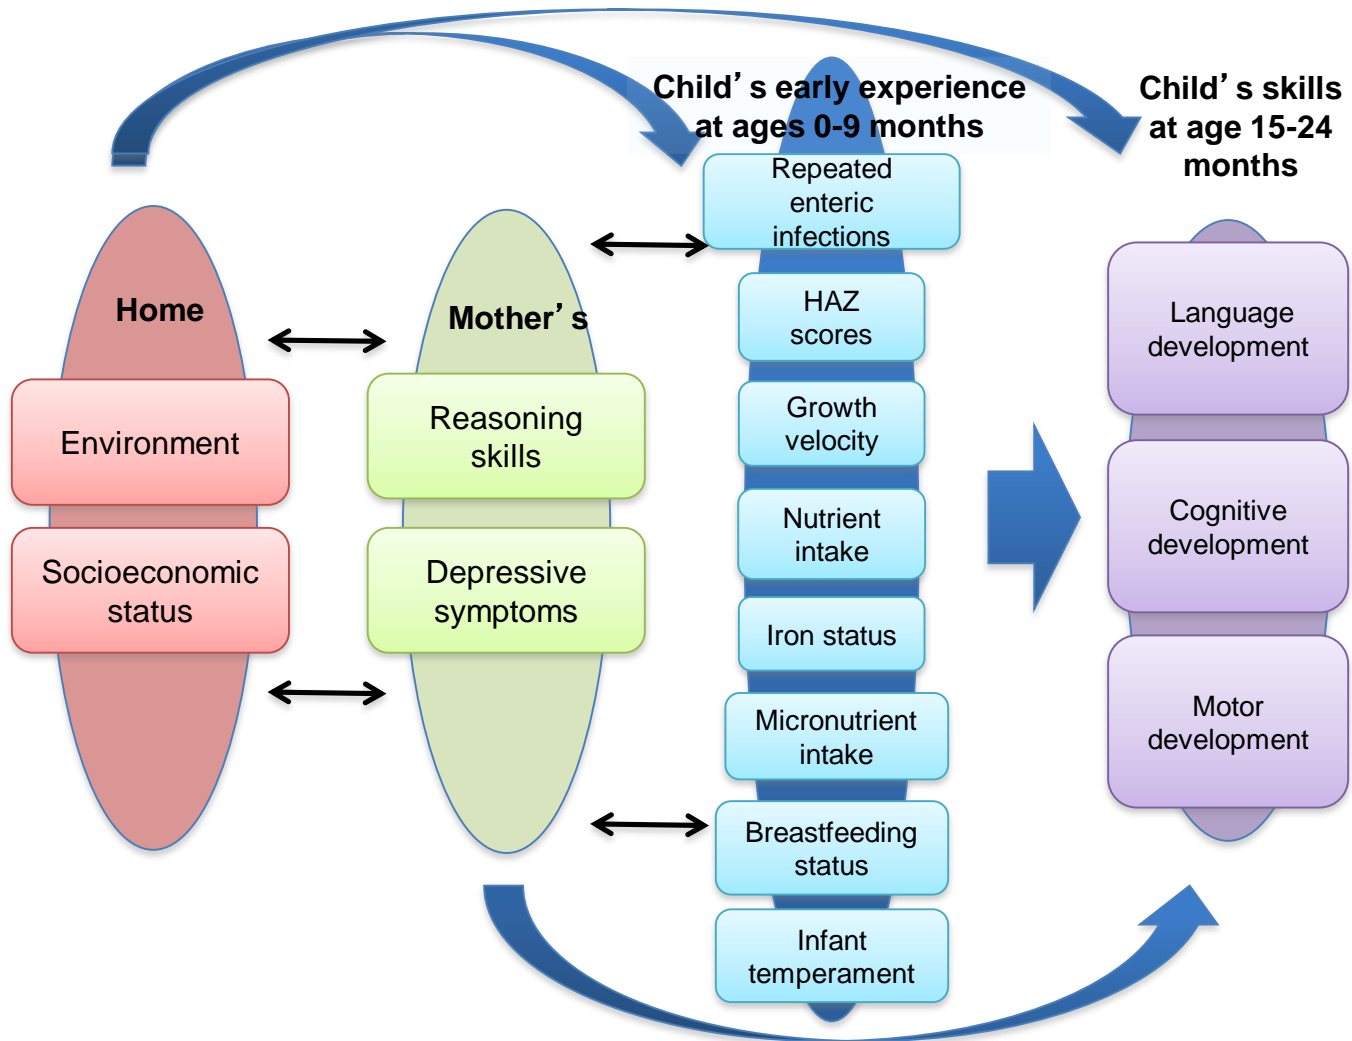 Child’s early experience
at ages 0-9 months
Child’s skills
at age 15-24
months
Home
Environment
Socioeconomic
status
Mother’s
Reasoning
skills
Depressive
symptoms
Repeated
enteric
infections
HAZ
scores
Growth
velocity
Nutrient
intake
Iron status
Micronutrient
intake
Breastfeeding
status
Infant
temperament
Language
development
Cognitive
development
Motor
development